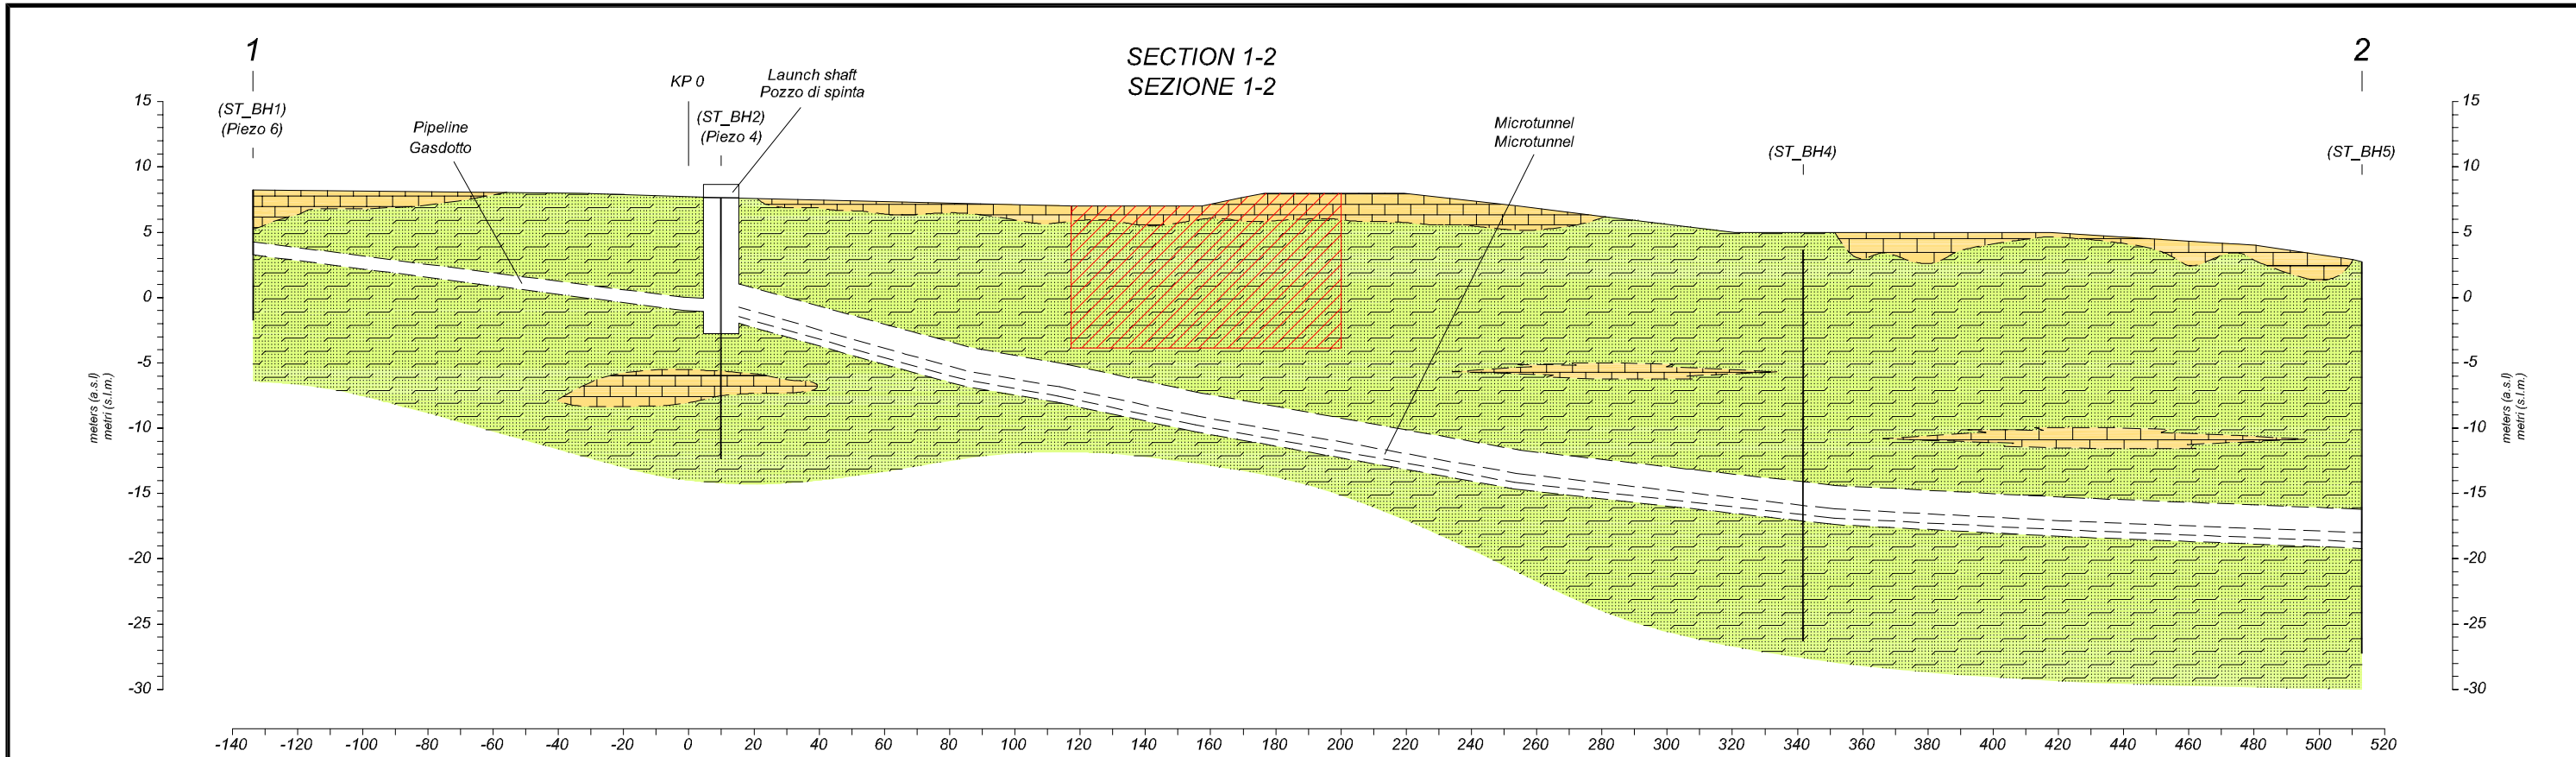 1
SECTION 1-2
SEZIONE 1-2
2
KP 0
Launch shaft
Pozzo di spinta
(ST_BH1)
(Piezo 6)
Pipeline
Gasdotto
(ST_BH2)
(Piezo 4)
Microtunnel
Microtunnel
(ST_BH4)
(ST_BH5)
15
10
5
0
-5
-10
-15
-20
-25
-30
meters (a.s.l)
metri (s.l.m.)
15
10
5
0
-5
-10
-15
-20
-25
-30
meters (a.s.l)
metri (s.l.m.)
-140 -120 -100 -80 -60 -40 -20 0 20 40 60 80 100 120 140 160 180 200 220 240 260 280 300 320 340 360 380 400 420 440 460 480 500 520